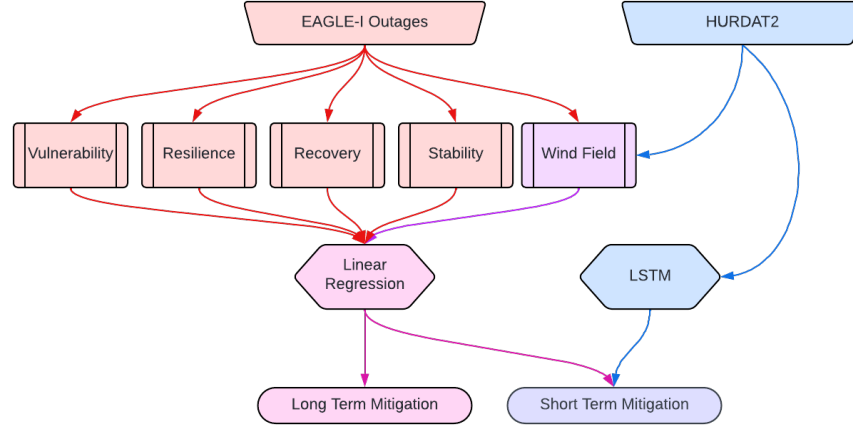 EAGLE-I Outages
HURDAT2
Vulnerability
Resilience
Recovery
Stability
Wind Field
Linear
Regression
LSTM
Long Term Mitigation
Short Term Mitigation